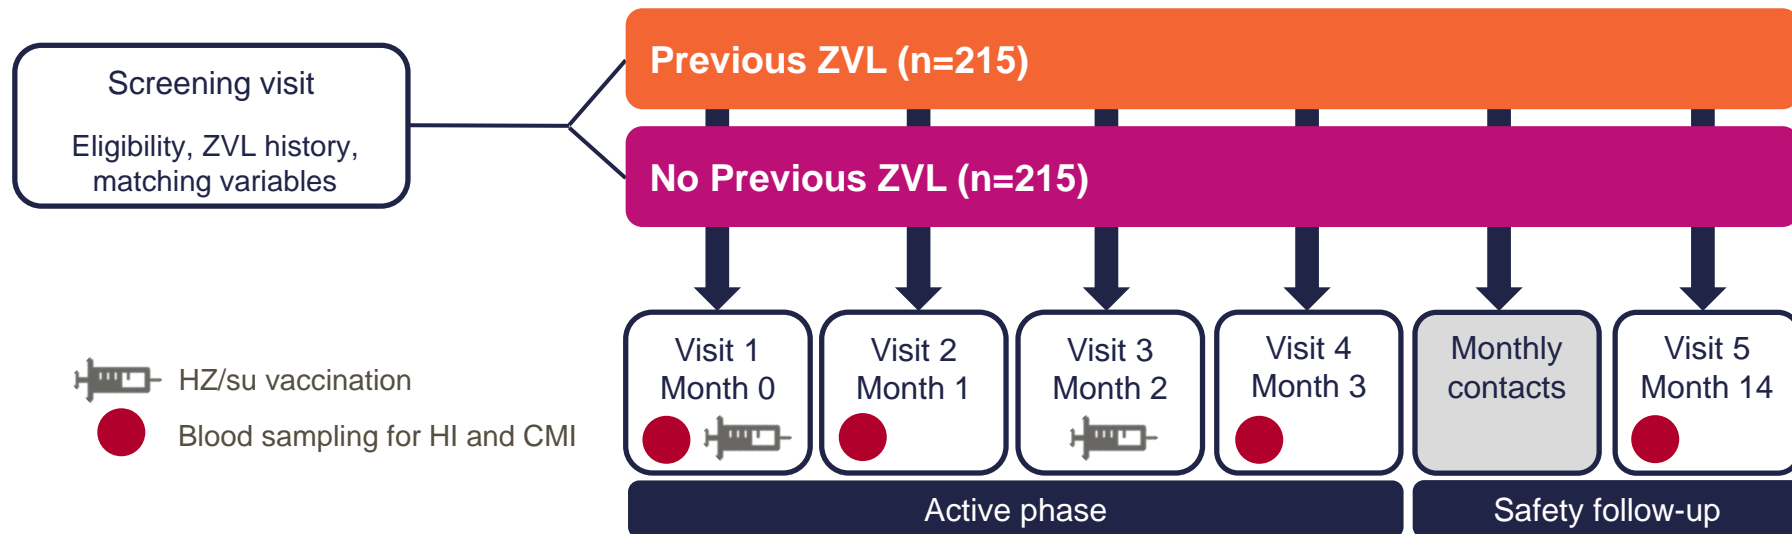 Screening visit
Eligibility, ZVL history,
matching variables
Previous ZVL (n=215)
No Previous ZVL (n=215)
HZ/su vaccination
Blood sampling for HI and CMI
Visit 1
Month 0
Visit 2
Month 1
Visit 3
Month 2
Visit 4
Month 3
Monthly
contacts
Visit 5
Month 14
Active phase
Safety follow-up